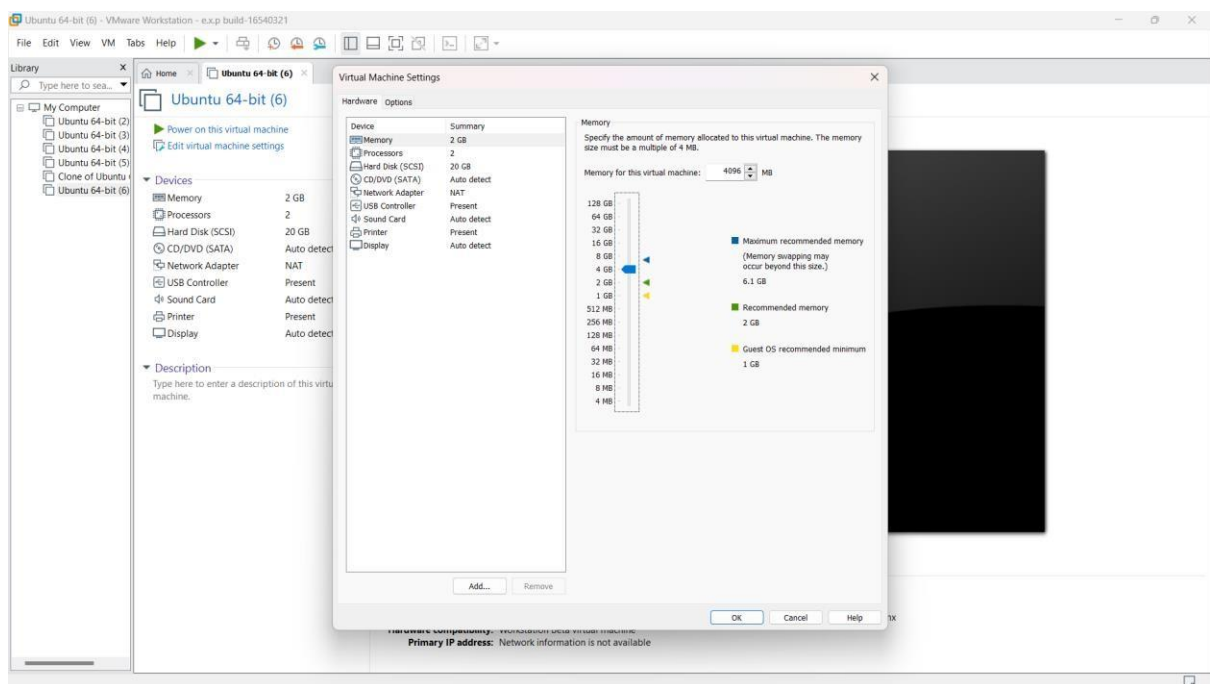 Ubuntu 64-bit (6) - VMware Workstation - e.x.p build-16540321
File Edit View VM Tabs Help
Library X
Type here to sea...
My Computer
Ubuntu 64-bit (2)
Ubuntu 64-bit (3)
Ubuntu 64-bit (4)
Ubuntu 64-bit (5)
Clone of Ubuntu
Ubuntu 64-bit (6)
Home
Ubuntu 64-bit (6)
Ubuntu 64-bit (6)
Power on this virtual machine
Edit virtual machine settings
Devices
Memory 2 GB
Processors 2
Hard Disk (SCSI) 20 GB
CD/DVD (SATA) Auto detect
Network Adapter NAT
USB Controller Present
Sound Card Auto detect
Printer Present
Display Auto detect
Description
Type here to enter a description of this virtu
machine.
Virtual Machine Settings
Hardware Options
Device Summary
Memory 2 GB
Processors 2
Hard Disk (SCSI) 20 GB
CD/DVD (SATA) Auto detect
Network Adapter NAT
USB Controller Present
Sound Card Auto detect
Printer Present
Display Auto detect
Add... Remove
Memory
Specify the amount of memory allocated to this virtual machine. The memory
size must be a multiple of 4 MB.
Memory for this virtual machine: 4096 MB
128 GB
64 GB
32 GB
16 GB
8 GB
4 GB
2 GB
1 GB
512 MB
256 MB
128 MB
64 MB
32 MB
16 MB
8 MB
4 MB
Maximum recommended memory
(Memory swapping may
occur beyond this size.)
6.1 GB
Recommended memory
2 GB
Guest OS recommended minimum
1 GB
OK Cancel Help
Hardware compatibility: Workstation Beta virtual machine
Primary IP address: Network information is not available